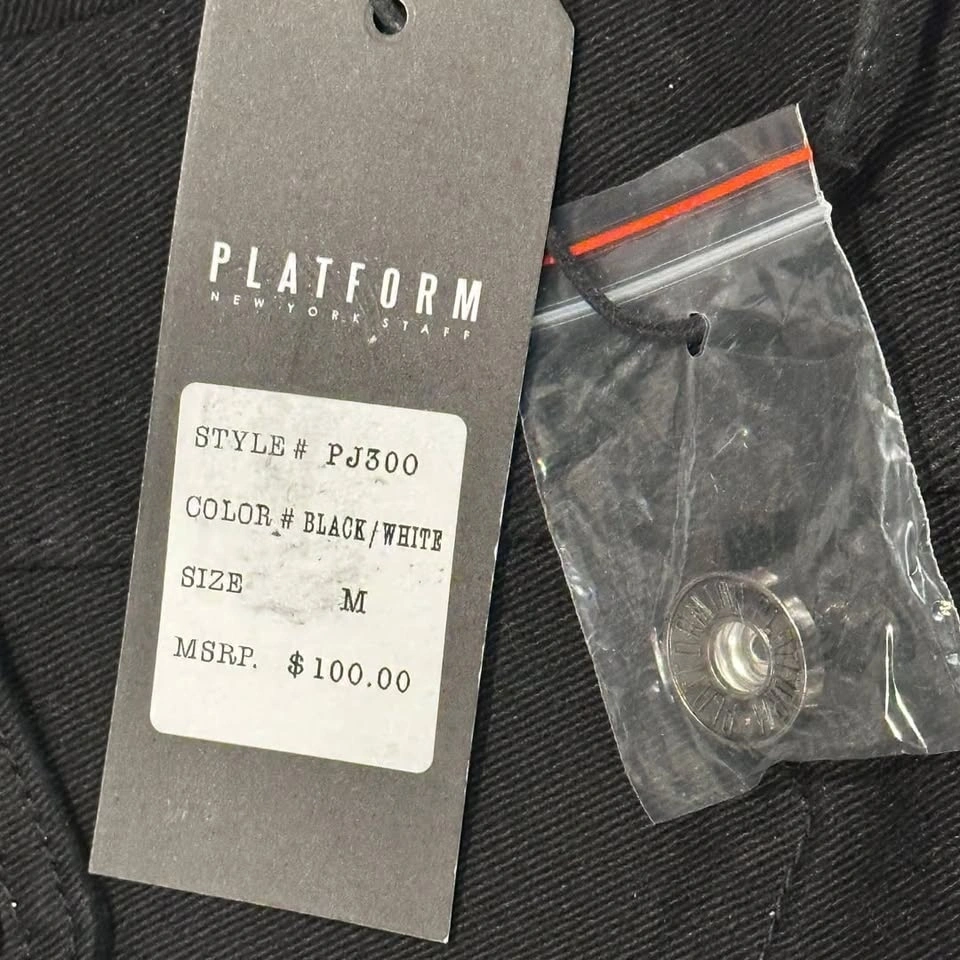 PLATFORM
NEW YORK STAFF
STYLE # PJ300
COLOR # BLACK/WHITE
SIZE M
MSRP. $100.00